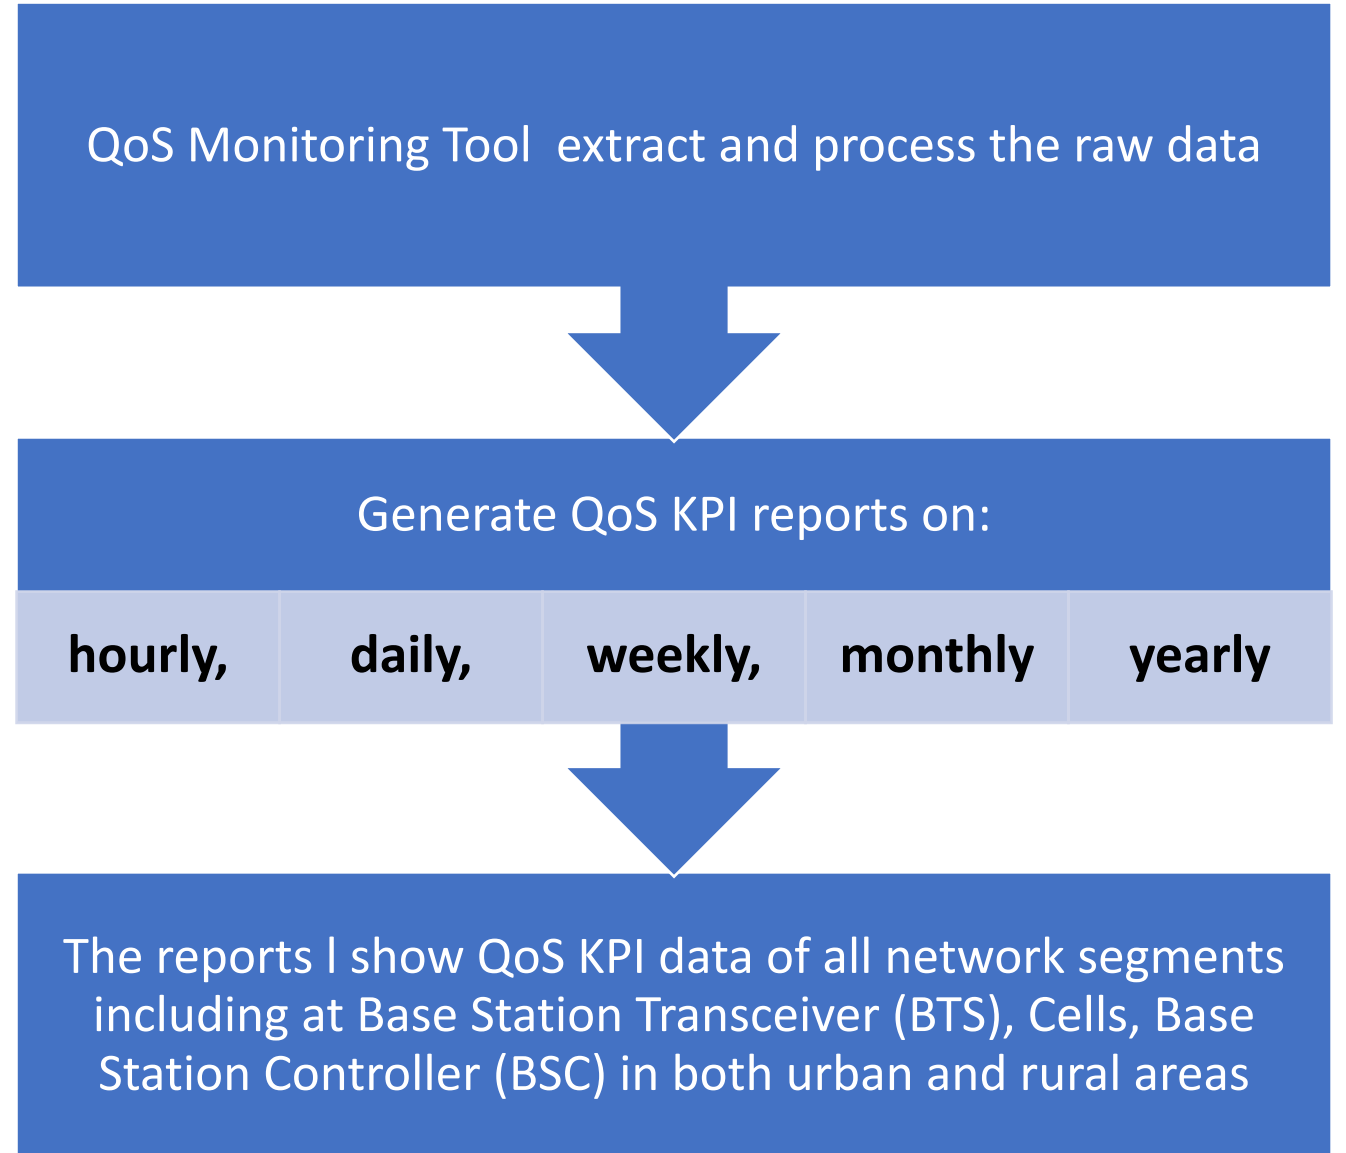 QoS Monitoring Tool  extract and process the raw data
Generate QoS KPI reports on:
hourly, daily, weekly, monthly yearly
The reports l show QoS KPI data of all network segments
including at Base Station Transceiver (BTS), Cells, Base
Station Controller (BSC) in both urban and rural areas